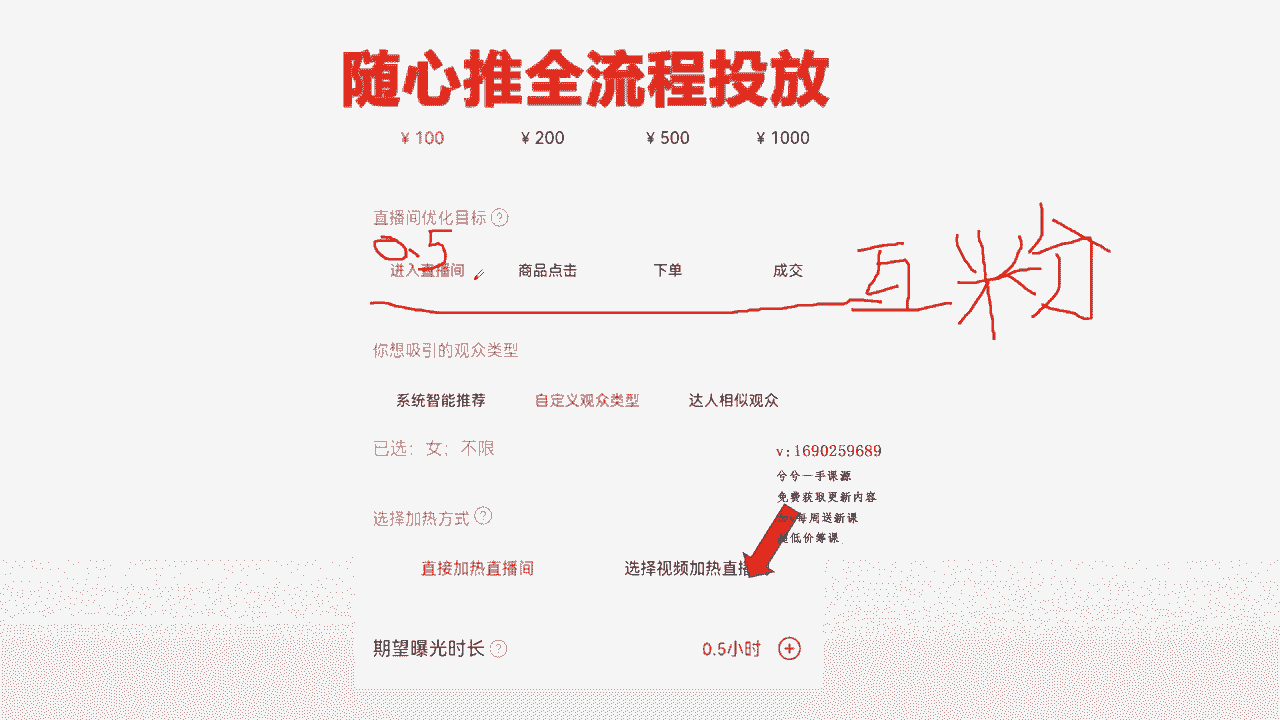 随心推全流程投放
¥ 100 ¥ 200 ¥ 500 ¥ 1000
直播间优化目标 ?
0.5
进入直播间 商品点击 下单 成交
互粉
你想吸引的观众类型
系统智能推荐 自定义观众类型 达人相似观众
已选：女；不限
v:1690259689
兮兮一手课源
免费获取更新内容
每周送新课
低价筹课
选择加热方式 ?
直接加热直播间 选择视频加热直播
期望曝光时长 ? 0.5小时 +